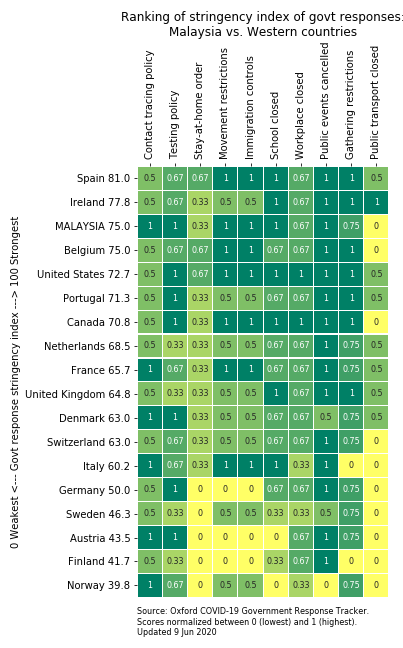 Ranking of stringency index of govt responses:
Malaysia vs. Western countries
Contact tracing policy
Testing policy
Stay-at-home order
Movement restrictions
Immigration controls
School closed
Workplace closed
Public events cancelled
Gathering restrictions
Public transport closed
0 Weakest <--- Govt response stringency index ---> 100 Strongest
Spain 81.0 0.5 0.67 0.67 1 1 1 0.67 1 1 0.5
Ireland 77.8 0.5 0.67 0.33 0.5 0.5 1 0.67 1 1 1
MALAYSIA 75.0 1 1 0.33 1 1 1 0.67 1 0.75 0
Belgium 75.0 0.5 0.67 0.67 1 1 0.67 0.67 1 1 0
United States 72.7 0.5 1 0.67 1 1 1 1 1 1 0.5
Portugal 71.3 0.5 1 0.33 0.5 0.5 0.67 0.67 1 1 0.5
Canada 70.8 0.5 1 0.33 1 1 1 1 1 1 0
Netherlands 68.5 0.5 0.33 0.33 0.5 0.5 0.67 0.67 1 0.75 0.5
France 65.7 1 0.67 0.33 1 1 0.67 0.67 1 0.75 0.5
United Kingdom 64.8 1 0.67 0.33 0.5 0.5 1 0.67 1 1 0.5
Denmark 63.0 1 1 0.33 0.5 0.5 0.67 0.67 0.5 0.75 0.5
Switzerland 63.0 0.5 0.67 0.33 0.5 0.5 0.67 0.67 1 0.75 0
Italy 60.2 1 0.67 0.33 1 1 1 0.33 1 0 0
Germany 50.0 0.5 1 0 0 0 0.67 0.67 1 0.75 0
Sweden 46.3 0.5 0.33 0 0.5 0.5 0.33 0.33 0.5 0.75 0
Austria 43.5 1 1 0 0 0 0 0.67 1 0.75 0
Finland 41.7 0.5 0.33 0 0 0 0.33 0.67 1 0 0
Norway 39.8 1 0.67 0 0.5 0.5 0 0.33 0 0.75 0
Source: Oxford COVID-19 Government Response Tracker.
Scores normalized between 0 (lowest) and 1 (highest).
Updated 9 Jun 2020